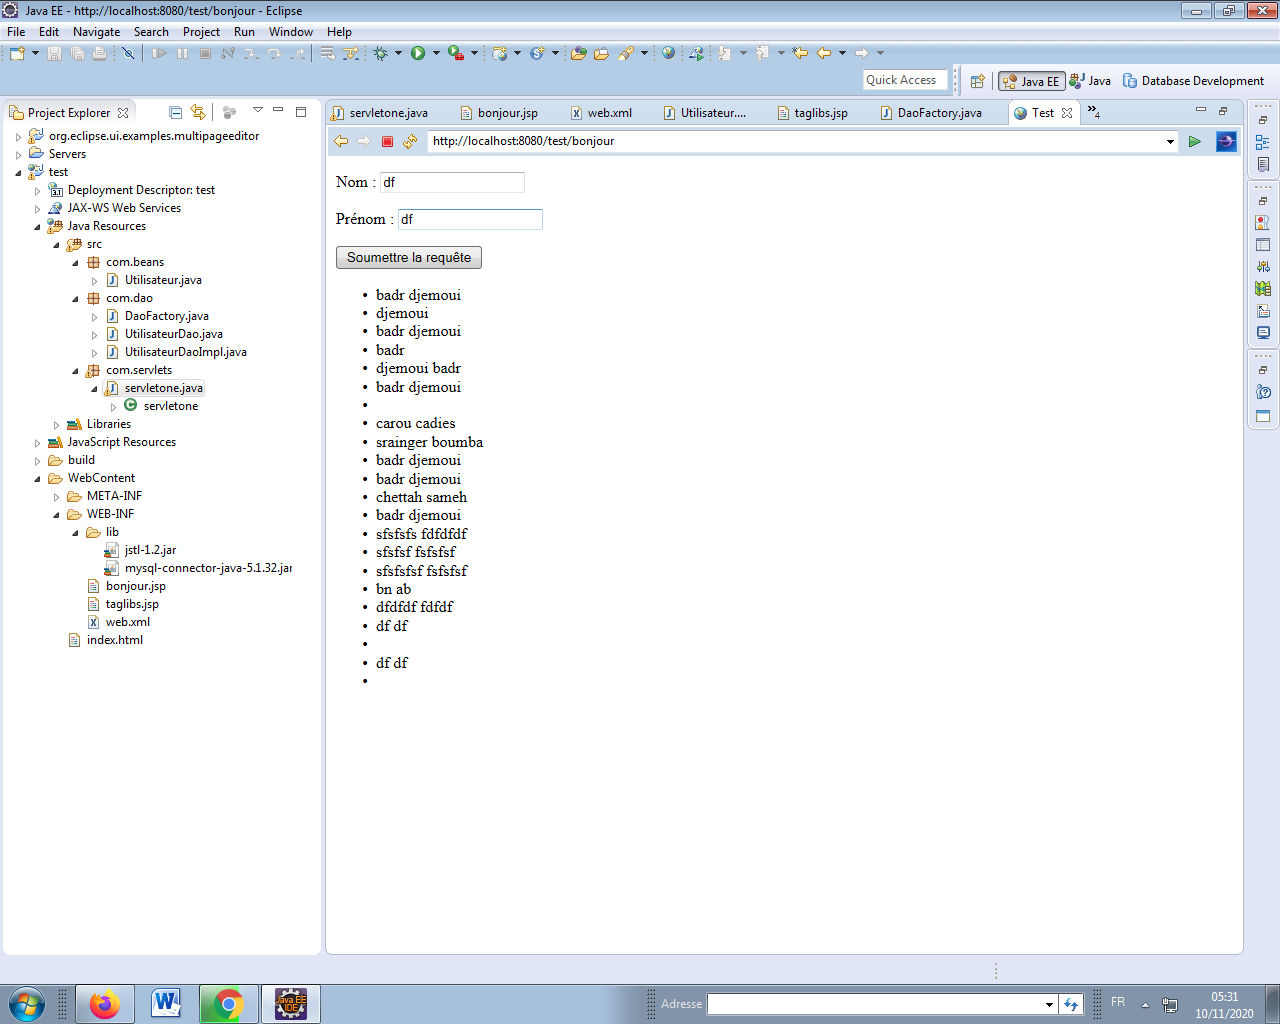 Java EE - http://localhost:8080/test/bonjour - Eclipse
File Edit Navigate Search Project Run Window Help
Quick Access Java EE Java Database Development
Project Explorer
servletone.java bonjour.jsp web.xml Utilisateur.... taglibs.jsp DaoFactory.java Test »4
http://localhost:8080/test/bonjour
org.eclipse.ui.examples.multipageeditor
Servers
test
Deployment Descriptor: test
JAX-WS Web Services
Java Resources
src
com.beans
Utilisateur.java
com.dao
DaoFactory.java
UtilisateurDao.java
UtilisateurDaoImpl.java
com.servlets
servletone.java
servletone
Libraries
JavaScript Resources
build
WebContent
META-INF
WEB-INF
lib
jstl-1.2.jar
mysql-connector-java-5.1.32.jar
bonjour.jsp
taglibs.jsp
web.xml
index.html
Nom : df
Prénom : df
Soumettre la requête
• badr djemoui
• djemoui
• badr djemoui
• badr
• djemoui badr
• badr djemoui
•
• carou cadies
• srainger boumba
• badr djemoui
• badr djemoui
• chettah sameh
• badr djemoui
• sfsfsfs fdfdfdf
• sfsfsf fsfsfsf
• sfsfsfsf fsfsfsf
• bn ab
• dfdfdf fdfdf
• df df
•
• df df
•
Java EE IDE
Adresse
FR
05:31
10/11/2020